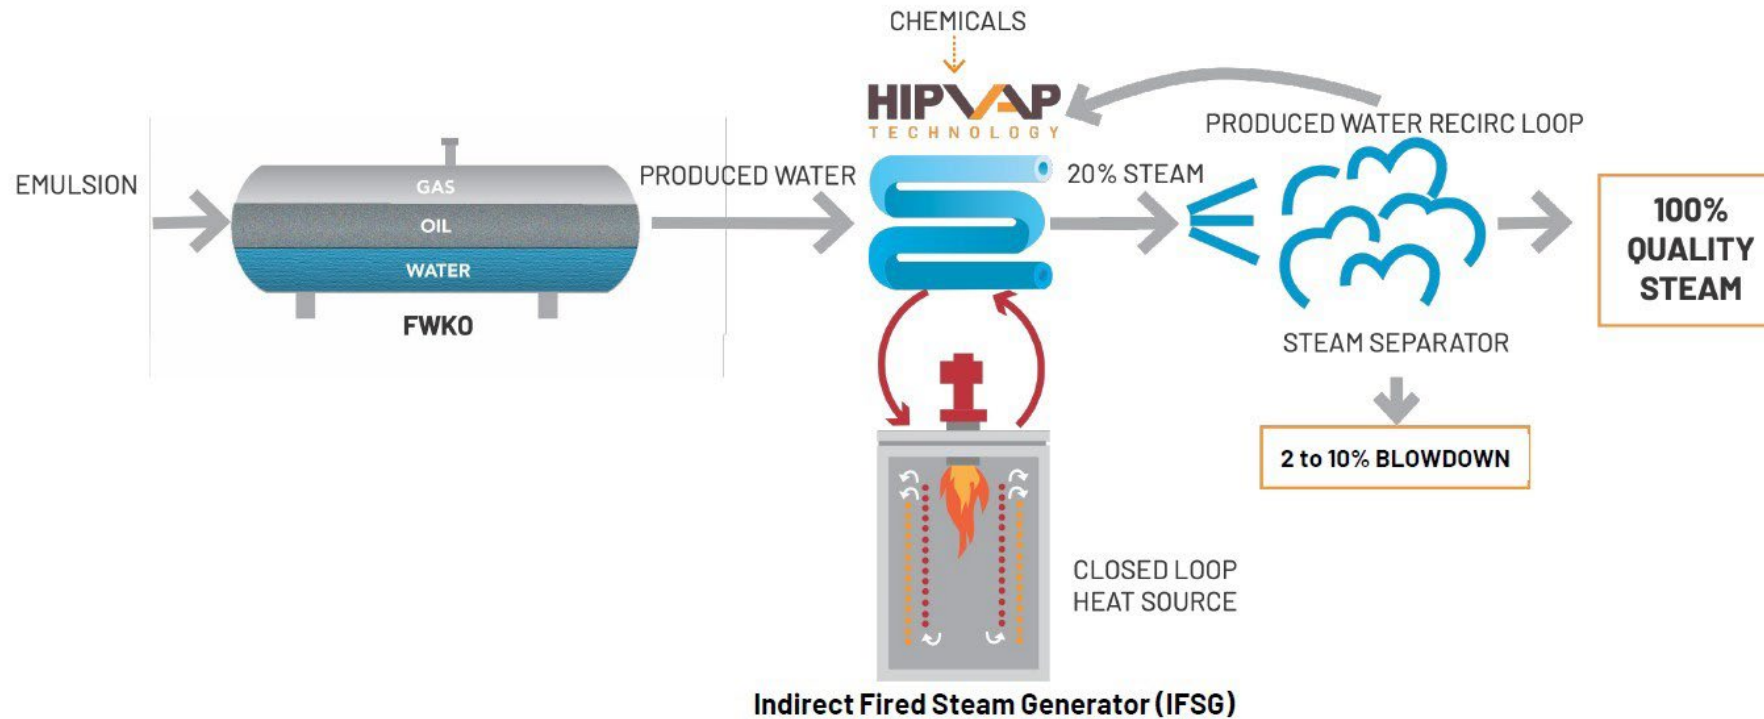 CHEMICALS
HIPVAP
TECHNOLOGY
PRODUCED WATER RECIRC LOOP
EMULSION
GAS
OIL
WATER
FWKO
PRODUCED WATER
20% STEAM
100%
QUALITY
STEAM
STEAM SEPARATOR
2 to 10% BLOWDOWN
CLOSED LOOP
HEAT SOURCE
Indirect Fired Steam Generator (IFSG)